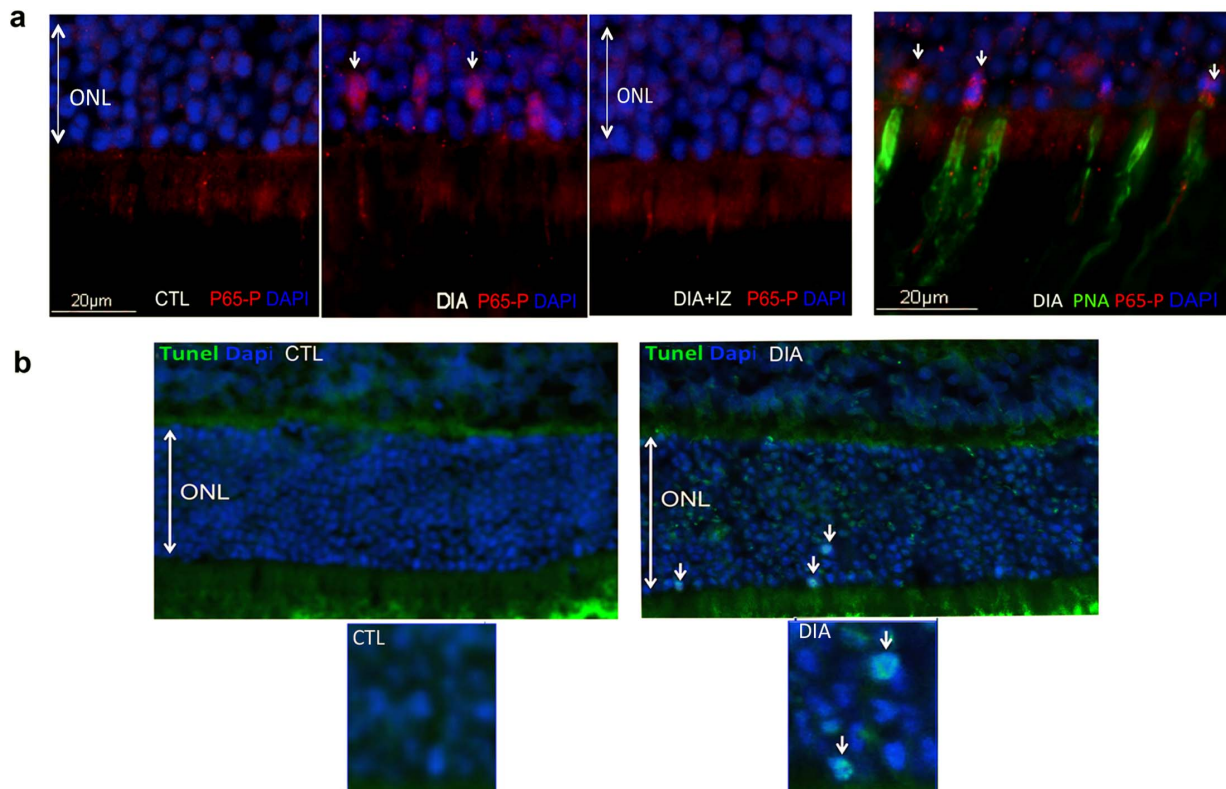 a
ONL
20µm
CTL P65-P DAPI
DIA P65-P DAPI
ONL
DIA+IZ P65-P DAPI
20µm
DIA PNA P65-P DAPI
b
Tunel Dapi CTL
ONL
Tunel Dapi DIA
ONL
CTL
DIA